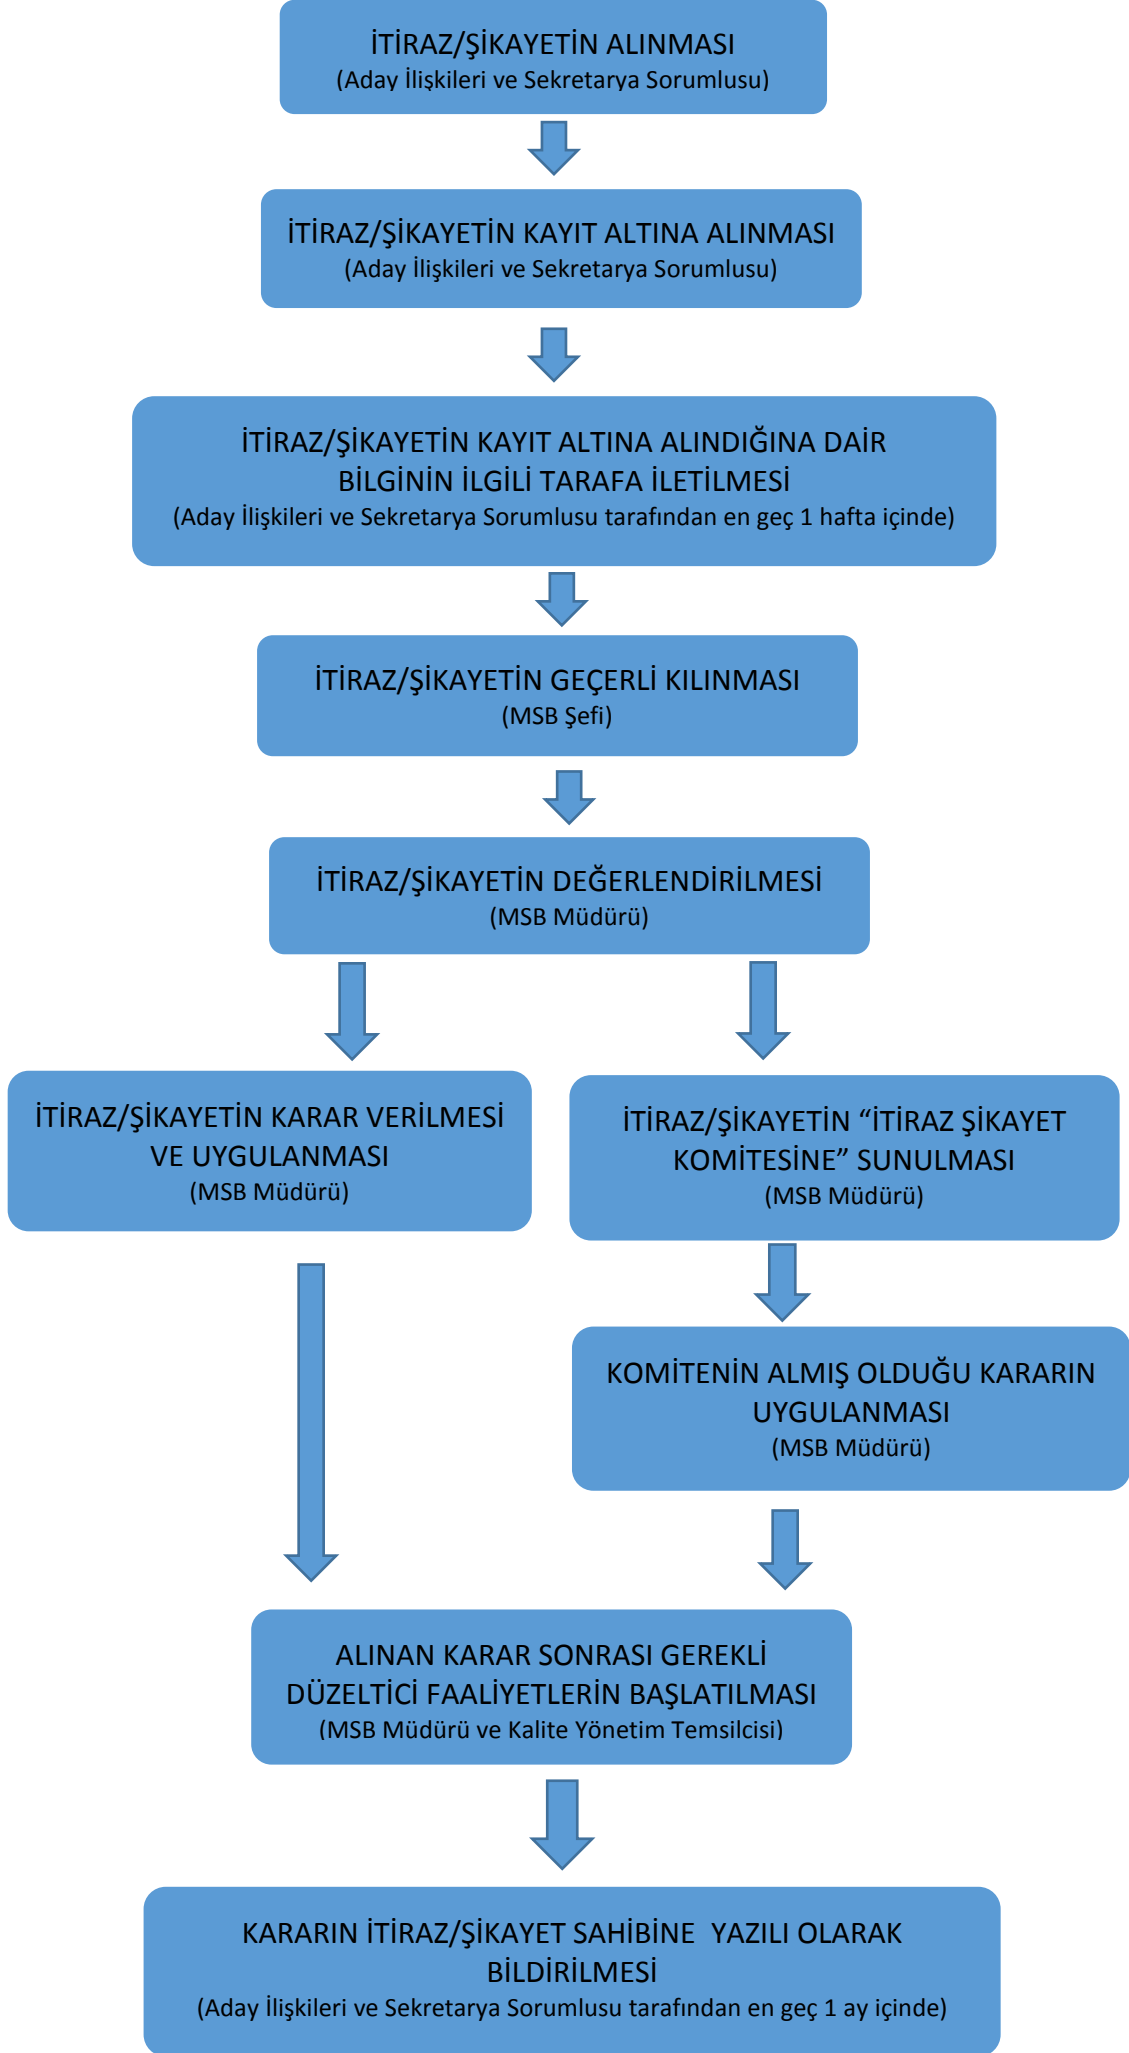 İTİRAZ/ŞİKAYETİN ALINMASI
(Aday İlişkileri ve Sekretarya Sorumlusu)
İTİRAZ/ŞİKAYETİN KAYIT ALTINA ALINMASI
(Aday İlişkileri ve Sekretarya Sorumlusu)
İTİRAZ/ŞİKAYETİN KAYIT ALTINA ALINDIĞINA DAİR
BİLGİNİN İLGİLİ TARAFA İLETİLMESİ
(Aday İlişkileri ve Sekretarya Sorumlusu tarafından en geç 1 hafta içinde)
İTİRAZ/ŞİKAYETİN GEÇERLİ KILINMASI
(MSB Şefi)
İTİRAZ/ŞİKAYETİN DEĞERLENDİRİLMESİ
(MSB Müdürü)
İTİRAZ/ŞİKAYETİN KARAR VERİLMESİ
VE UYGULANMASI
(MSB Müdürü)
İTİRAZ/ŞİKAYETİN “İTİRAZ ŞİKAYET
KOMİTESİNE” SUNULMASI
(MSB Müdürü)
KOMİTENİN ALMIŞ OLDUĞU KARARIN
UYGULANMASI
(MSB Müdürü)
ALINAN KARAR SONRASI GEREKLİ
DÜZELTİCİ FAALİYETLERİN BAŞLATILMASI
(MSB Müdürü ve Kalite Yönetim Temsilcisi)
KARARIN İTİRAZ/ŞİKAYET SAHİBİNE  YAZILI OLARAK
BİLDİRİLMESİ
(Aday İlişkileri ve Sekretarya Sorumlusu tarafından en geç 1 ay içinde)